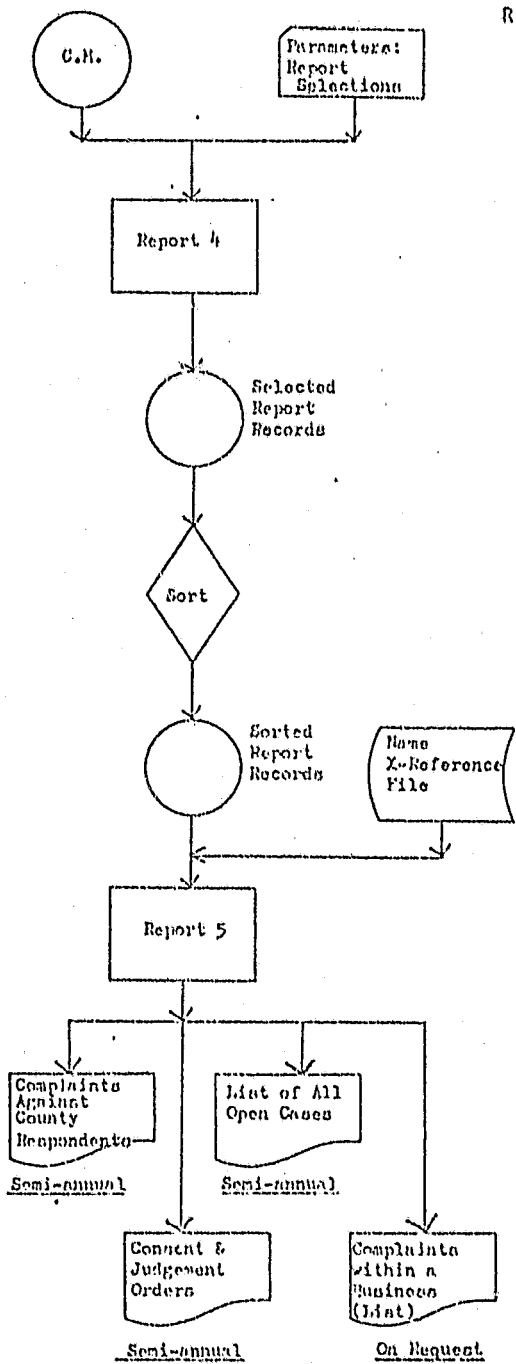 R
C.M.
Parameters:
Report
Selections
Report 4
Selected
Report
Records
Sort
Sorted
Report
Records
Name
X-Reference
File
Report 5
Complaints
Against
County
Respondents
Semi-annual
List of All
Open Cases
Semi-annual
Consent &
Judgement
Orders
Semi-annual
Complaints
within a
Business
(List)
On Request